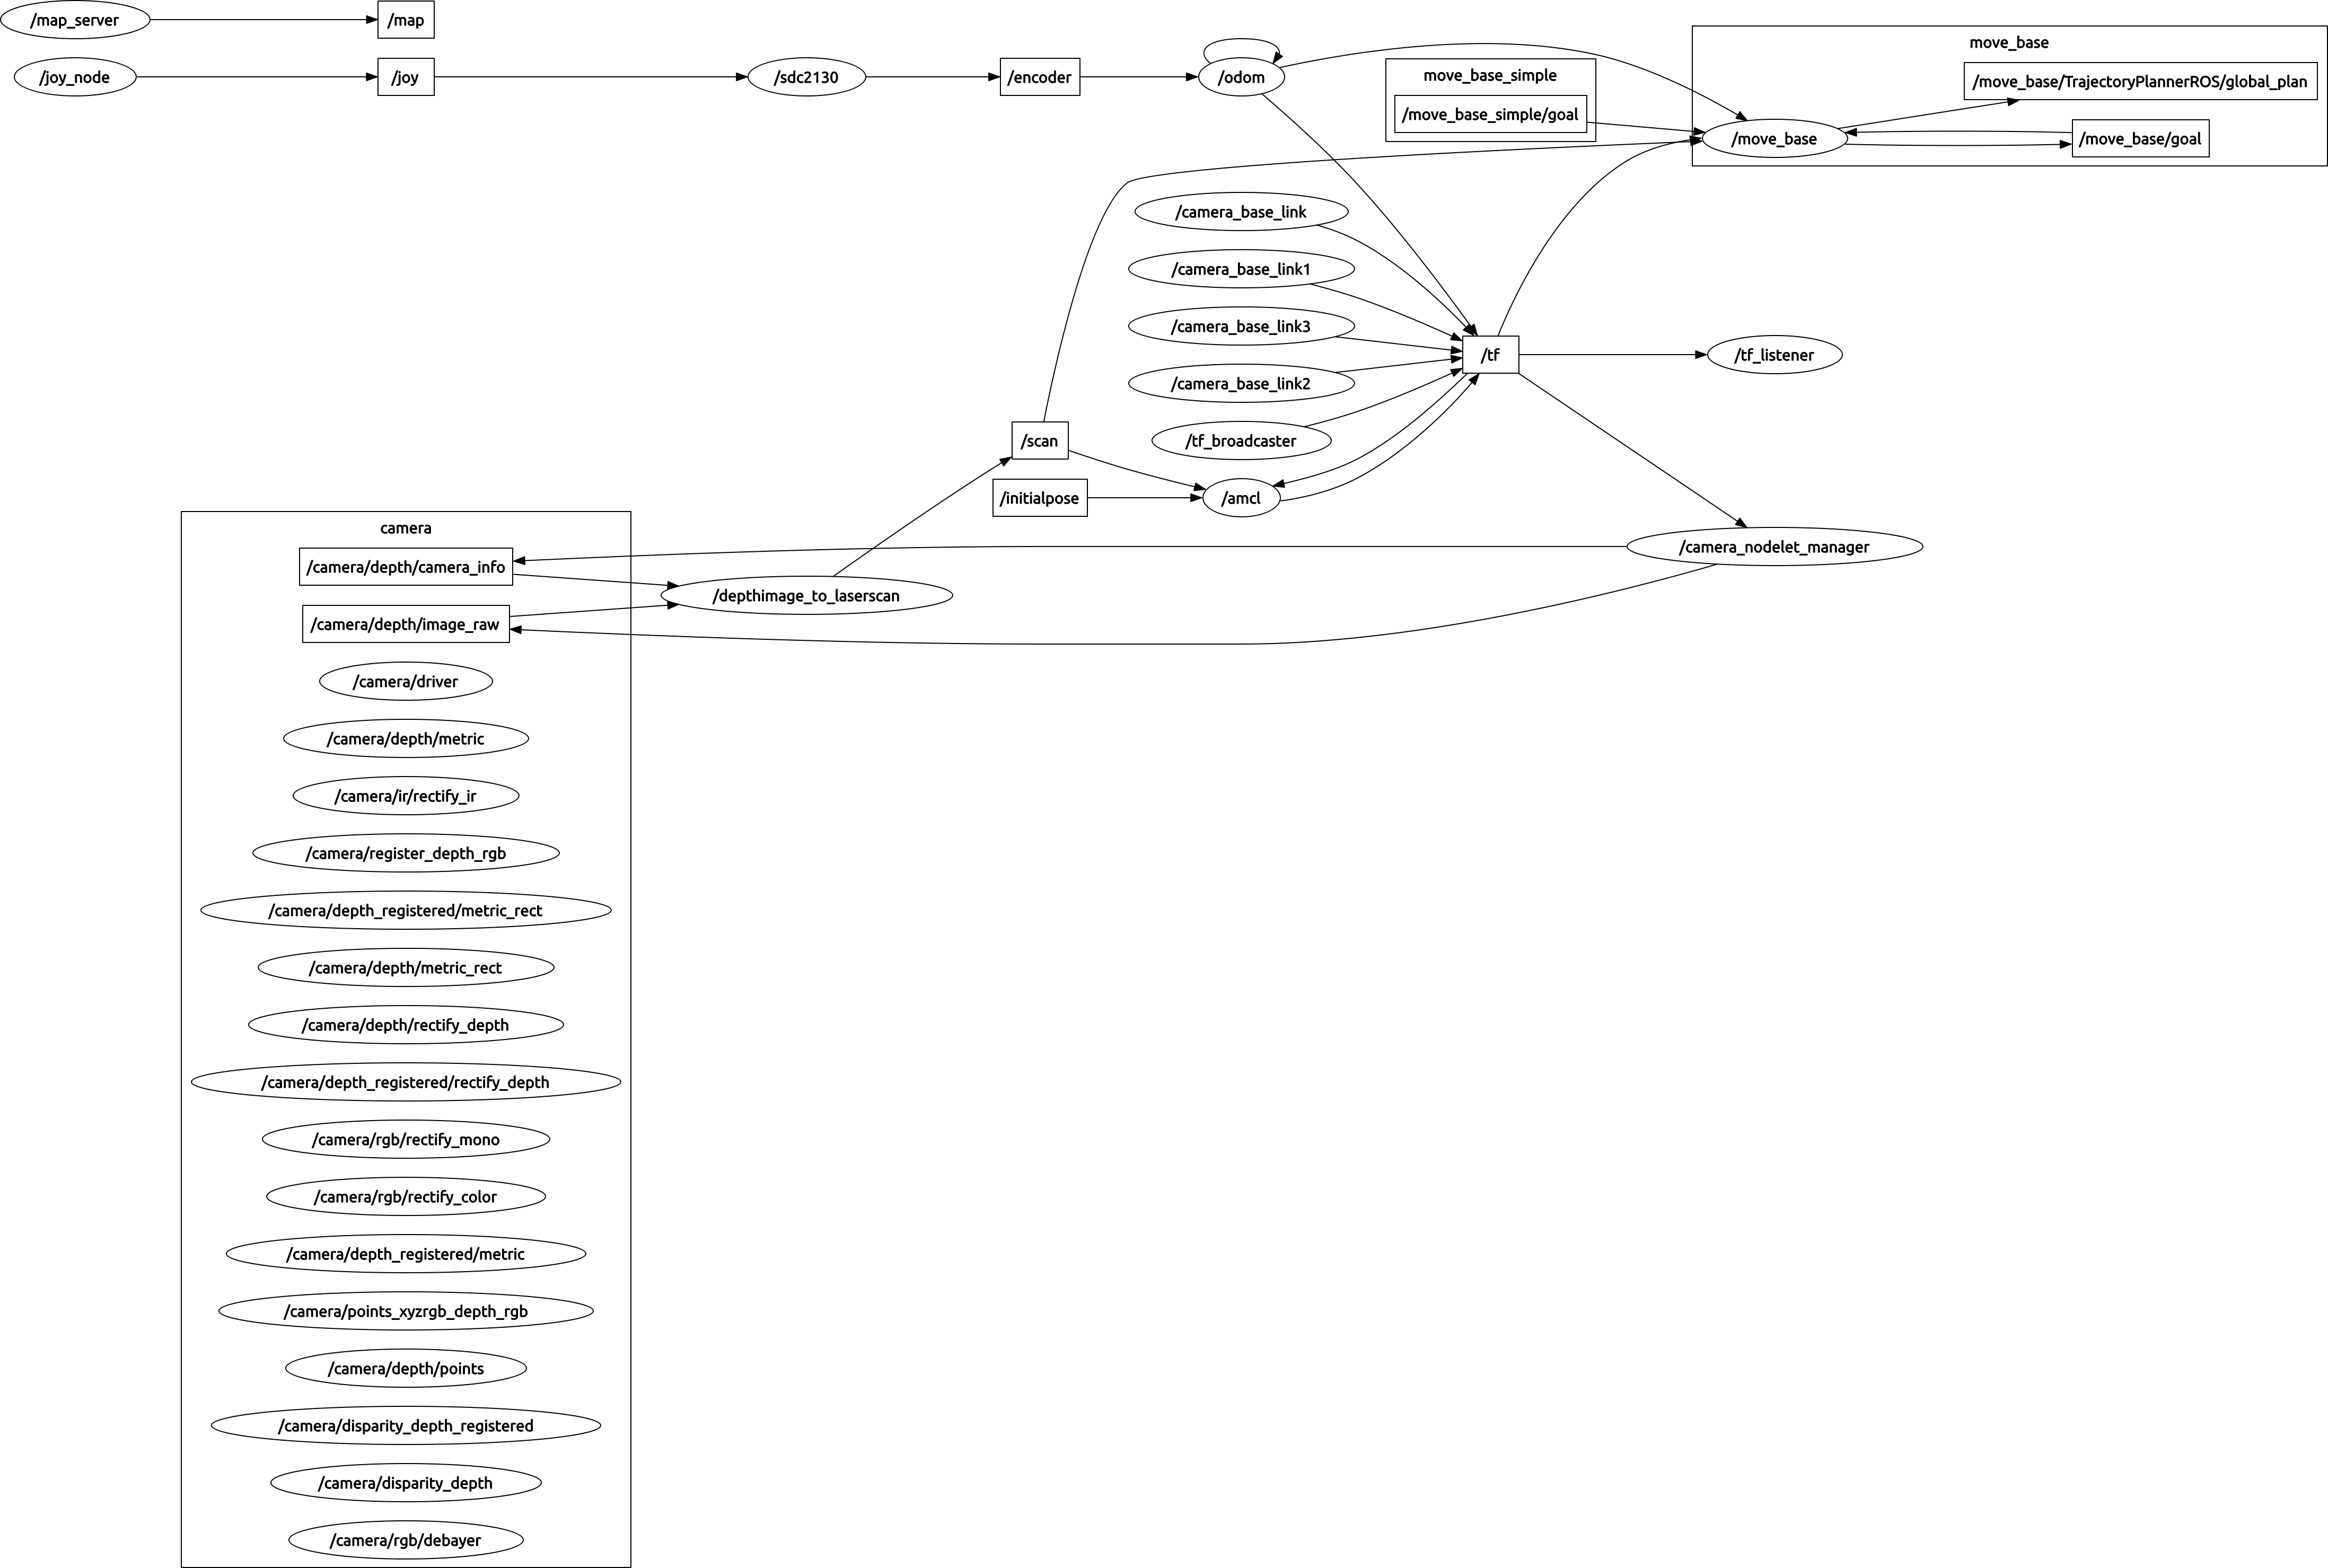 /map_server
/map
/joy_node
/joy
/sdc2130
/encoder
/odom
move_base_simple
/move_base_simple/goal
move_base
/move_base/TrajectoryPlannerROS/global_plan
/move_base
/move_base/goal
/camera_base_link
/camera_base_link1
/camera_base_link3
/camera_base_link2
/tf_broadcaster
/tf
/tf_listener
/scan
/initialpose
/amcl
/camera_nodelet_manager
camera
/camera/depth/camera_info
/depthimage_to_laserscan
/camera/depth/image_raw
/camera/driver
/camera/depth/metric
/camera/ir/rectify_ir
/camera/register_depth_rgb
/camera/depth_registered/metric_rect
/camera/depth/metric_rect
/camera/depth/rectify_depth
/camera/depth_registered/rectify_depth
/camera/rgb/rectify_mono
/camera/rgb/rectify_color
/camera/depth_registered/metric
/camera/points_xyzrgb_depth_rgb
/camera/depth/points
/camera/disparity_depth_registered
/camera/disparity_depth
/camera/rgb/debayer